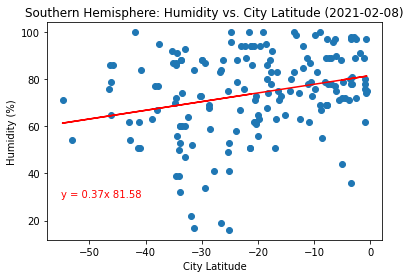 Southern Hemisphere: Humidity vs. City Latitude (2021-02-08)
Humidity (%)
100
80
60
40
20
y = 0.37x 81.58
−50
−40
−30
−20
−10
0
City Latitude